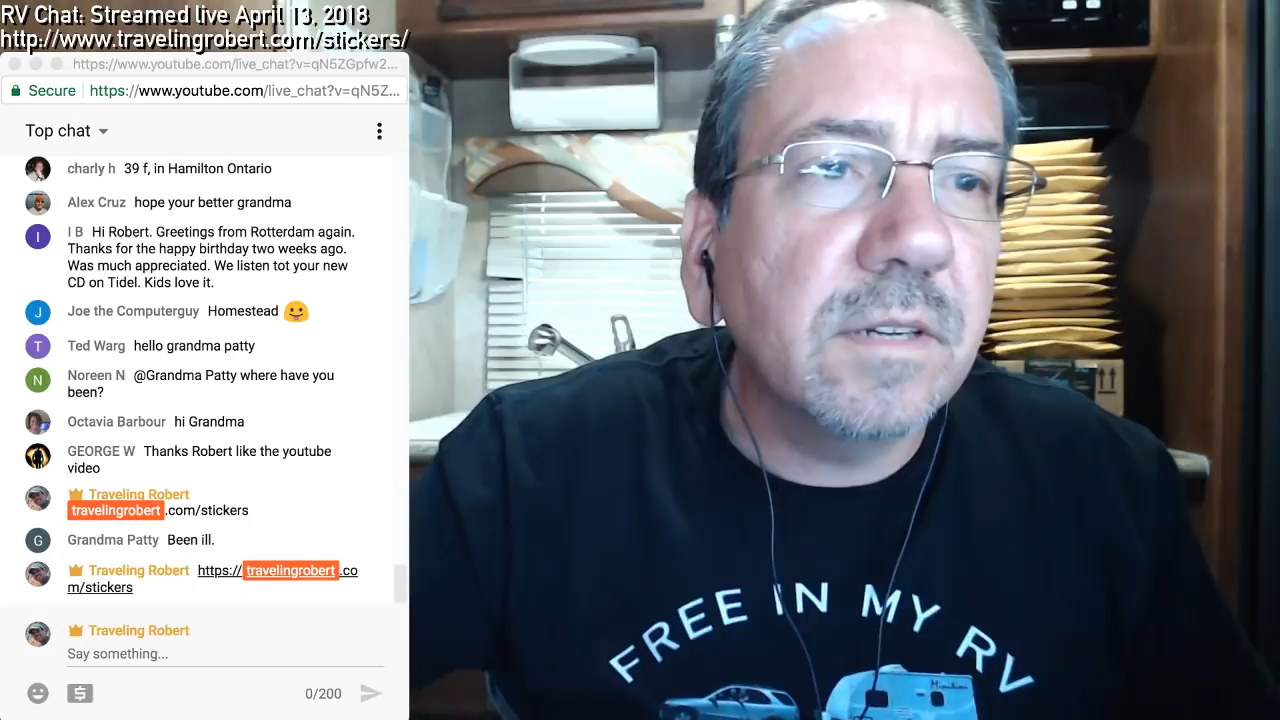 RV Chat: Streamed live April 13, 2018
http://www.travelingrobert.com/stickers/
https://www.youtube.com/live_chat?v=qN5ZGpfw2...
Secure https://www.youtube.com/live_chat?v=qN5Z...
Top chat
charly h 39 f, in Hamilton Ontario
Alex Cruz hope your better grandma
I B Hi Robert. Greetings from Rotterdam again.
Thanks for the happy birthday two weeks ago.
Was much appreciated. We listen tot your new
CD on Tidel. Kids love it.
J Joe the Computerguy Homestead
T Ted Warg hello grandma patty
N Noreen N @Grandma Patty where have you
been?
Octavia Barbour hi Grandma
GEORGE W Thanks Robert like the youtube
video
Traveling Robert
travelingrobert.com/stickers
G Grandma Patty Been ill.
Traveling Robert https://travelingrobert.co
m/stickers
Traveling Robert
Say something...
0/200
FREE IN MY RV